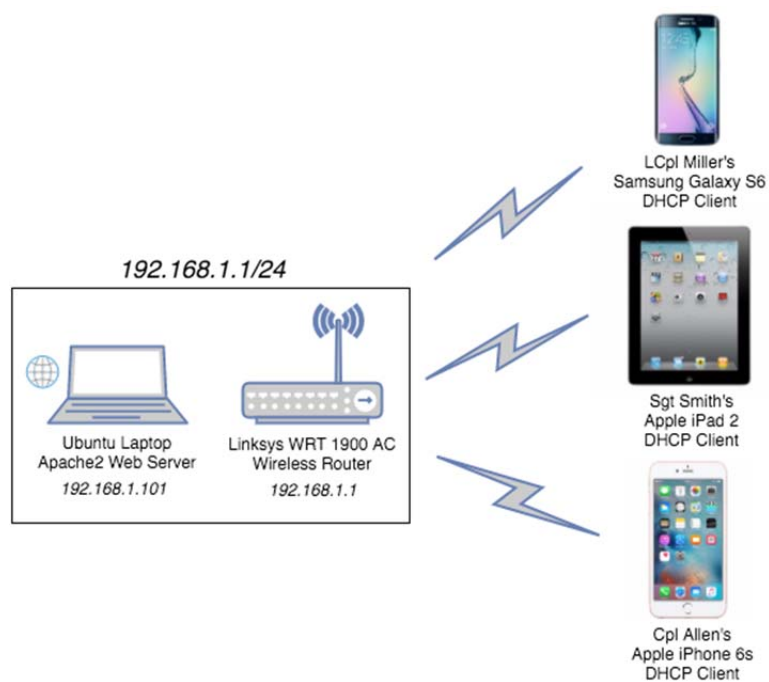 192.168.1.1/24
Ubuntu Laptop
Apache2 Web Server
192.168.1.101
Linksys WRT 1900 AC
Wireless Router
192.168.1.1
LCpl Miller's
Samsung Galaxy S6
DHCP Client
Sgt Smith's
Apple iPad 2
DHCP Client
Cpl Allen's
Apple iPhone 6s
DHCP Client